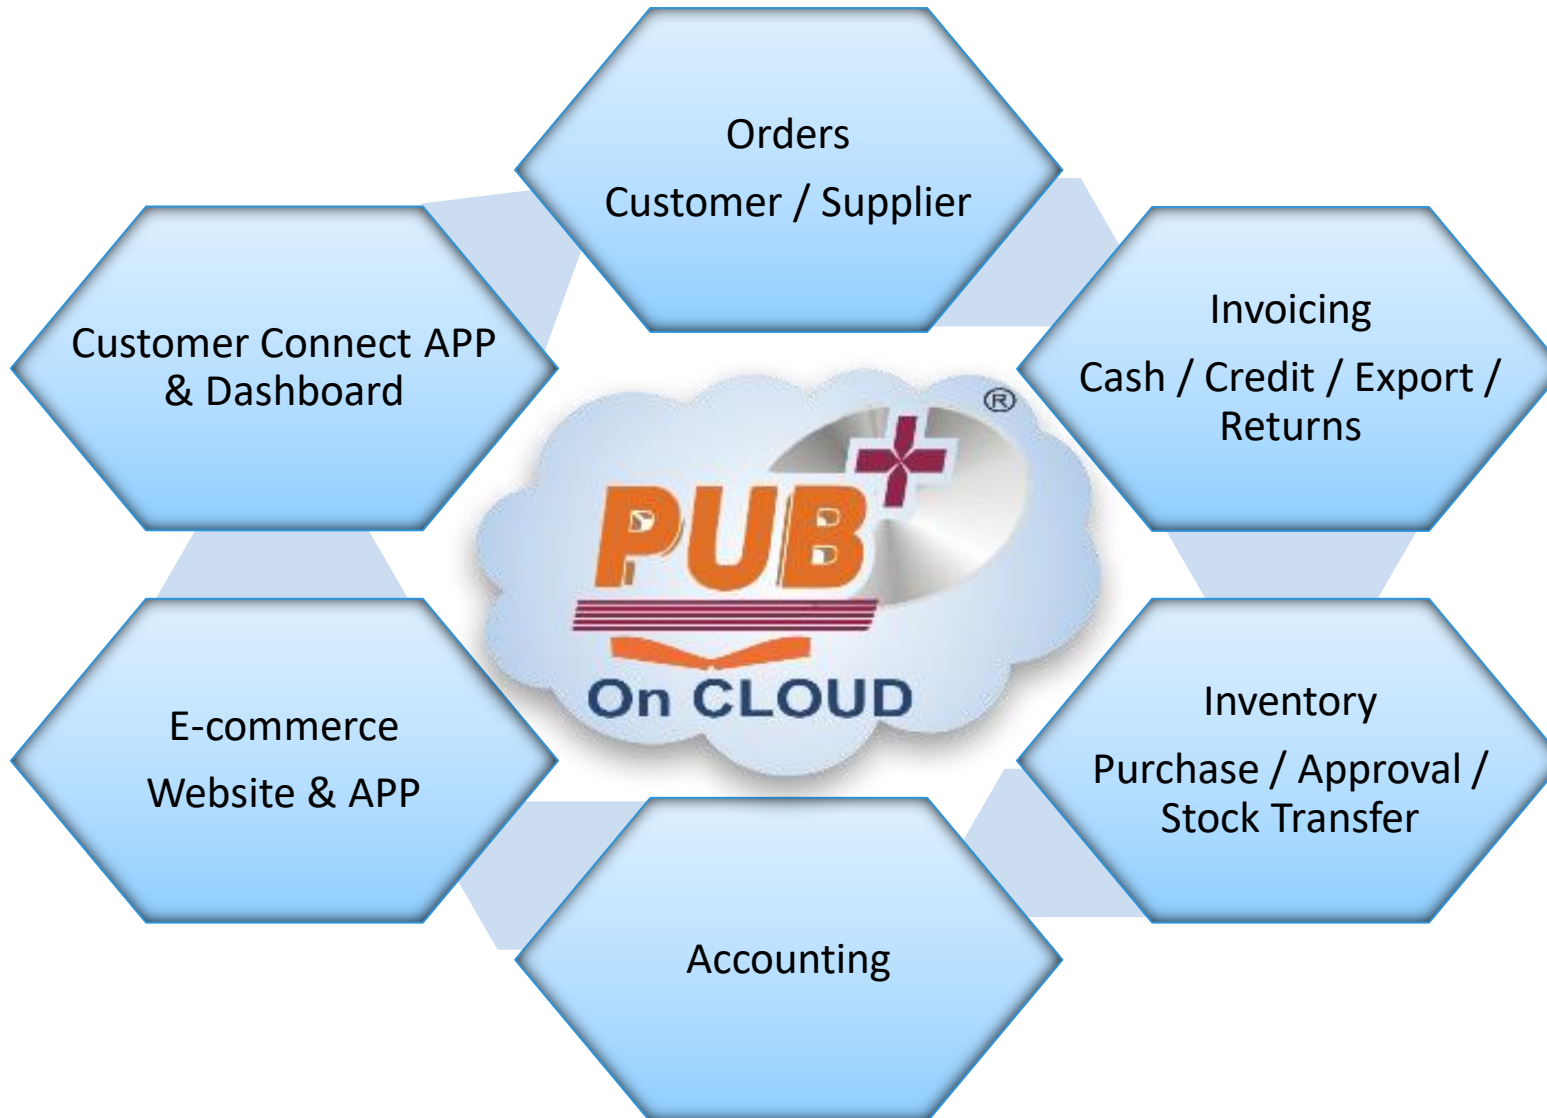 Orders
Customer / Supplier
Invoicing
Cash / Credit / Export /
Returns
Inventory
Purchase / Approval /
Stock Transfer
Accounting
E-commerce
Website & APP
Customer Connect APP
& Dashboard
PUB+ ®
On CLOUD